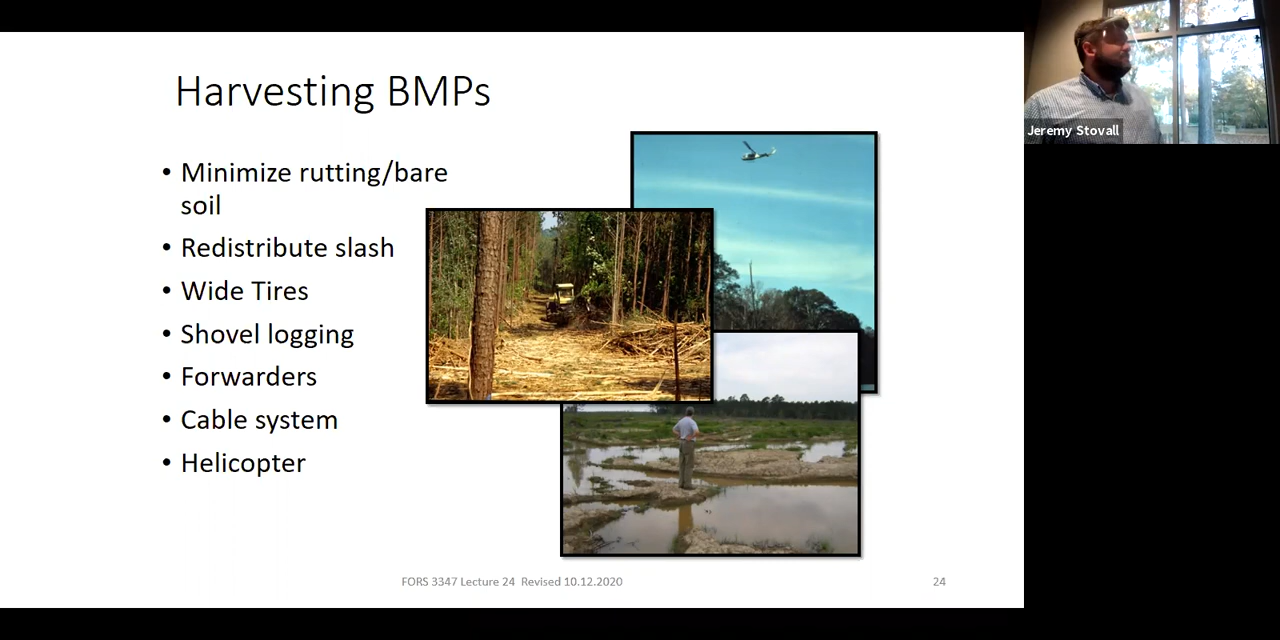 Harvesting BMPs
Jeremy Stovall
• Minimize rutting/bare
soil
• Redistribute slash
• Wide Tires
• Shovel logging
• Forwarders
• Cable system
• Helicopter
FORS 3347 Lecture 24 Revised 10.12.2020
24